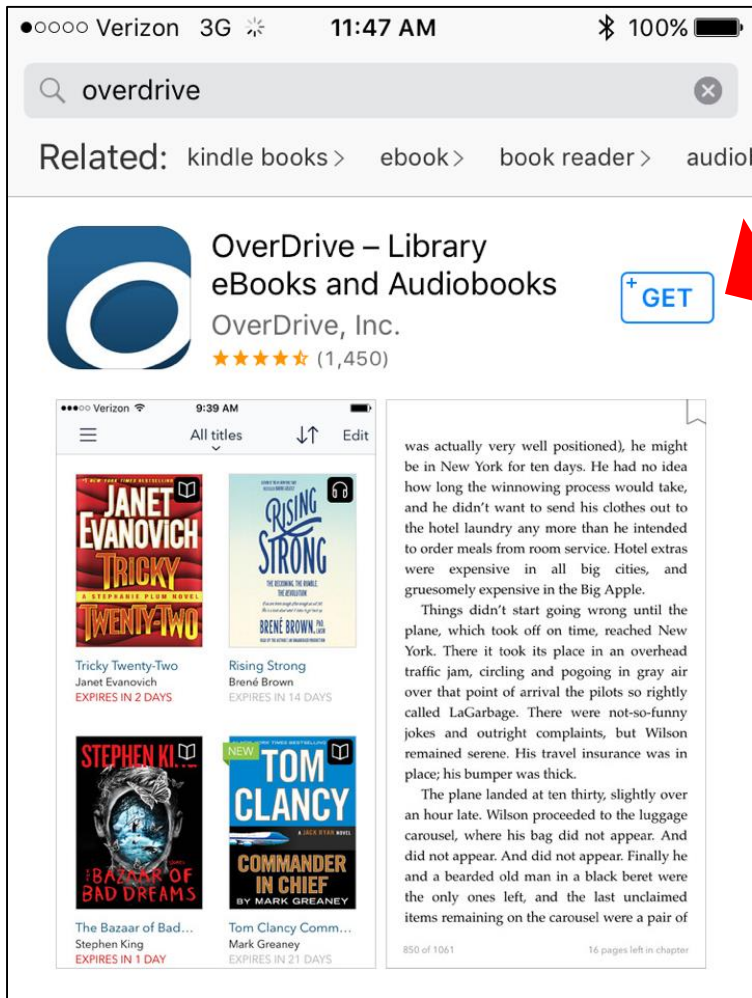 Verizon 3G 11:47 AM 100%
overdrive
Related: kindle books > ebook > book reader > audiol
OverDrive – Library
eBooks and Audiobooks
+ GET
OverDrive, Inc.
(1,450)
Verizon 9:39 AM
All titles Edit
JANET
EVANOVICH
TRICKY
A STEPHANIE PLUM NOVEL
TWENTY-TWO
RISING
STRONG
THE RECKONING. THE RUMBLE.
THE REVOLUTION
BRENÉ BROWN, PhD, LMSW
Tricky Twenty-Two
Janet Evanovich
EXPIRES IN 2 DAYS
Rising Strong
Brené Brown
EXPIRES IN 14 DAYS
STEPHEN KI
THE
BAZAAR OF
BAD DREAMS
NEW
TOM
CLANCY
A JACK RYAN NOVEL
COMMANDER
IN CHIEF
BY MARK GREANEY
The Bazaar of Bad...
Stephen King
EXPIRES IN 1 DAY
Tom Clancy Comm...
Mark Greaney
EXPIRES IN 21 DAYS
was actually very well positioned), he might
be in New York for ten days. He had no idea
how long the winnowing process would take,
and he didn't want to send his clothes out to
the hotel laundry any more than he intended
to order meals from room service. Hotel extras
were expensive in all big cities, and
gruesomely expensive in the Big Apple.
Things didn't start going wrong until the
plane, which took off on time, reached New
York. There it took its place in an overhead
traffic jam, circling and pogoing in gray air
over that point of arrival the pilots so rightly
called LaGarbage. There were not-so-funny
jokes and outright complaints, but Wilson
remained serene. His travel insurance was in
place; his bumper was thick.
The plane landed at ten thirty, slightly over
an hour late. Wilson proceeded to the luggage
carousel, where his bag did not appear. And
did not appear. And did not appear. Finally he
and a bearded old man in a black beret were
the only ones left, and the last unclaimed
items remaining on the carousel were a pair of
850 of 1061 16 pages left in chapter